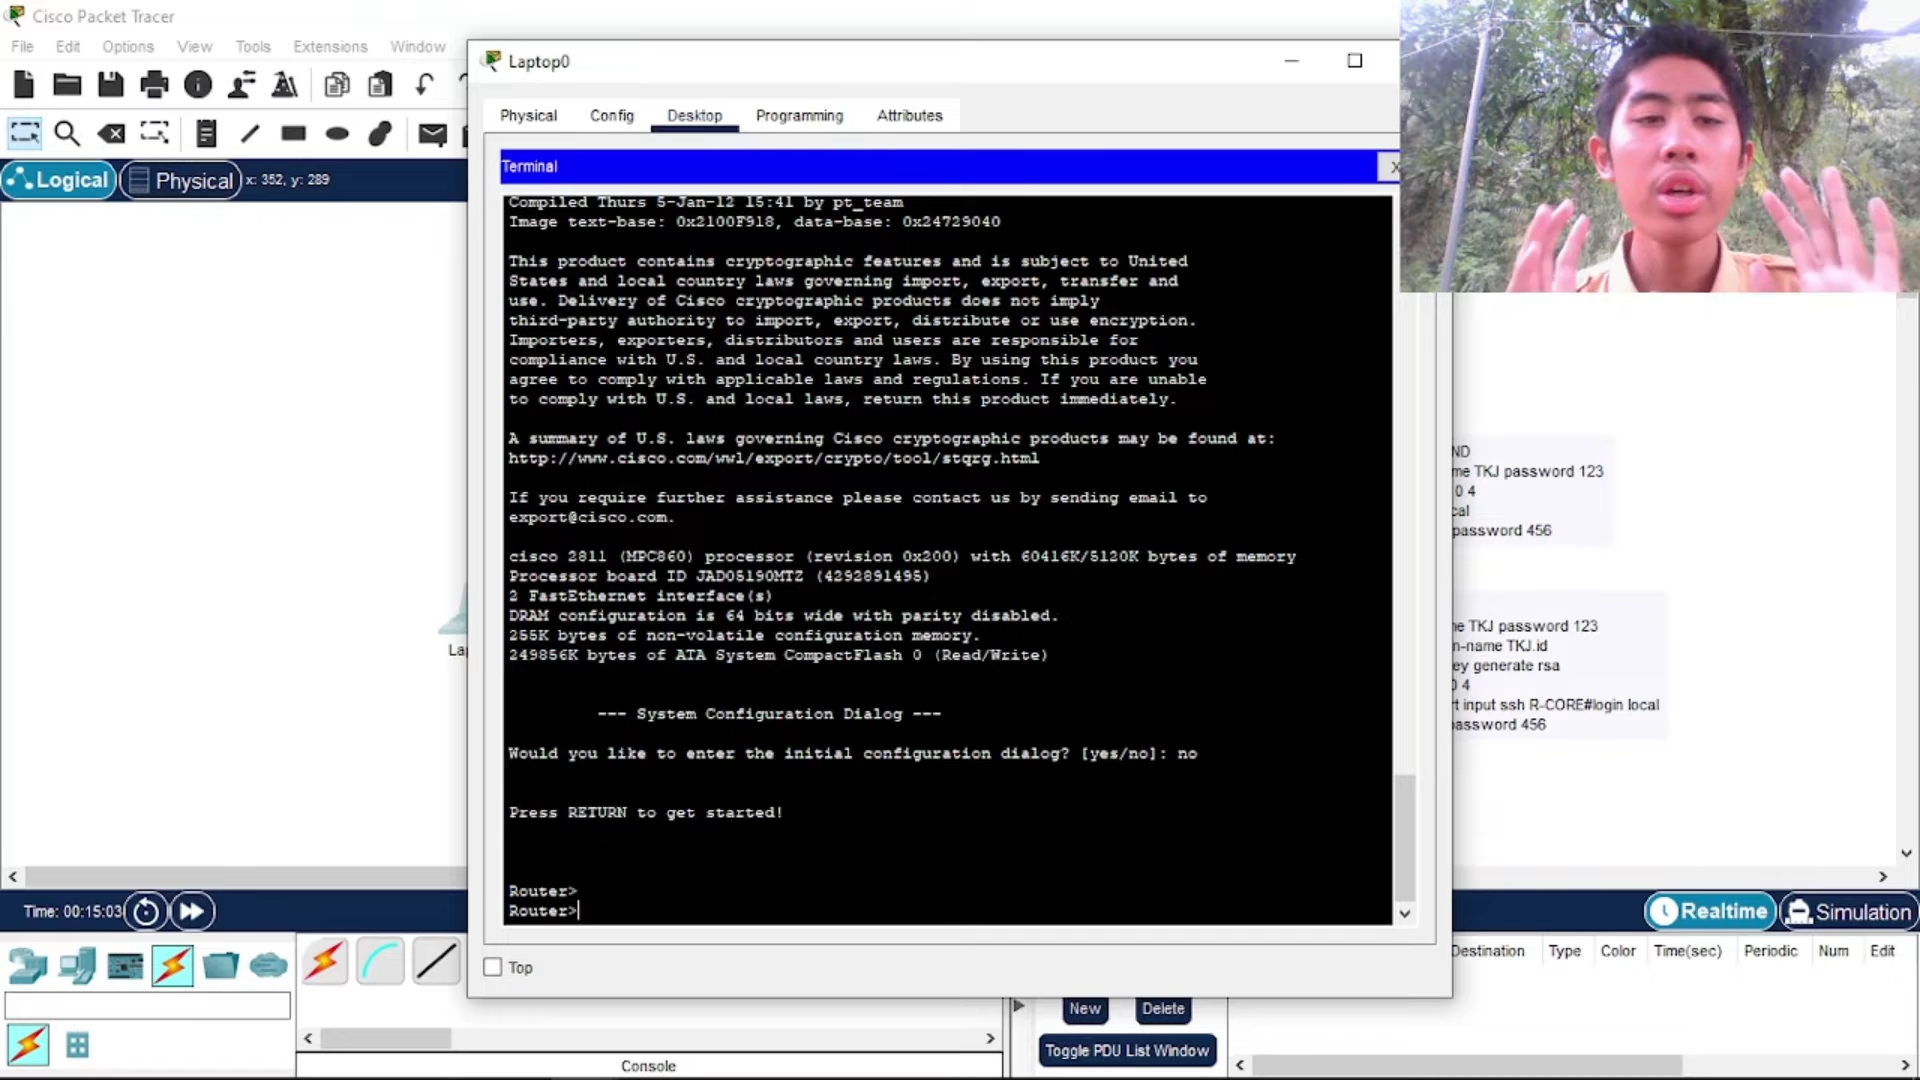 Cisco Packet Tracer
File Edit Options View Tools Extensions Window
Logical Physical x: 352, y: 289
Laptop0
Physical Config Desktop Programming Attributes
Terminal
X
Compiled Thurs 5-Jan-12 15:41 by pt_team
Image text-base: 0x2100F918, data-base: 0x24729040
This product contains cryptographic features and is subject to United
States and local country laws governing import, export, transfer and
use. Delivery of Cisco cryptographic products does not imply
third-party authority to import, export, distribute or use encryption.
Importers, exporters, distributors and users are responsible for
compliance with U.S. and local country laws. By using this product you
agree to comply with applicable laws and regulations. If you are unable
to comply with U.S. and local laws, return this product immediately.
A summary of U.S. laws governing Cisco cryptographic products may be found at:
http://www.cisco.com/wwl/export/crypto/tool/stqrg.html
If you require further assistance please contact us by sending email to
export@cisco.com.
cisco 2811 (MPC860) processor (revision 0x200) with 60416K/5120K bytes of memory
Processor board ID JAD05190MTZ (4292891495)
2 FastEthernet interface(s)
DRAM configuration is 64 bits wide with parity disabled.
255K bytes of non-volatile configuration memory.
249856K bytes of ATA System CompactFlash 0 (Read/Write)
--- System Configuration Dialog ---
Would you like to enter the initial configuration dialog? [yes/no]: no
Press RETURN to get started!
Router>
Router>
Top
La
ND
me TKJ password 123
0 4
cal
password 456
e TKJ password 123
n-name TKJ.id
ey generate rsa
0 4
rt input ssh R-CORE#login local
assword 456
Time: 00:15:03
Realtime Simulation
Destination Type Color Time(sec) Periodic Num Edit
New Delete
Toggle PDU List Window
Console